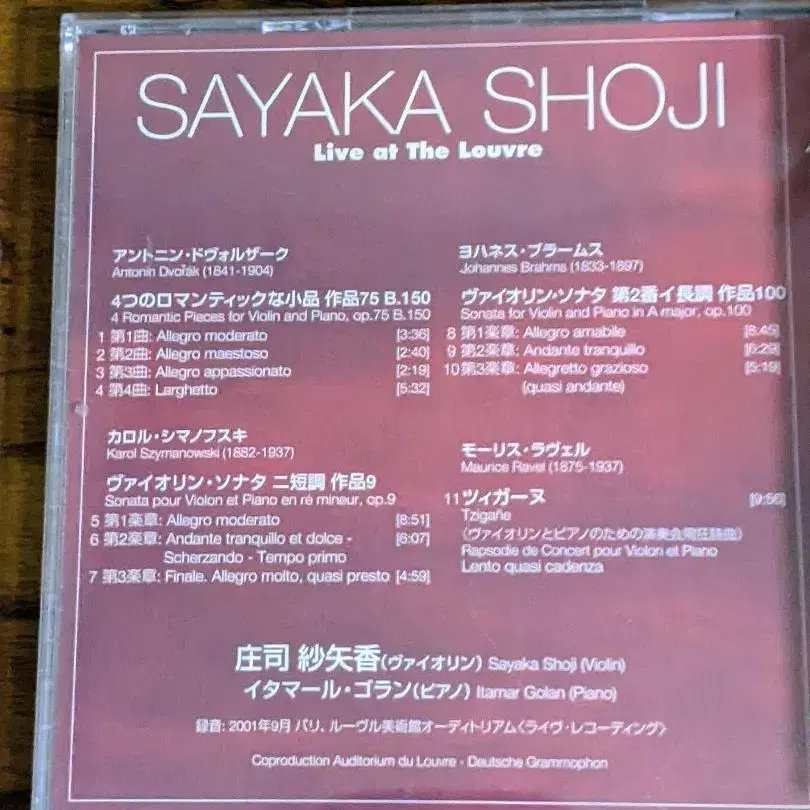 SAYAKA SHOJI
Live at The Louvre
アントニン・ドヴォルザーク
Antonín Dvořák (1841-1904)
4つのロマンティックな小品 作品75 B.150
4 Romantic Pieces for Violin and Piano, op.75 B.150
1 第1曲: Allegro moderato [3:36]
2 第2曲: Allegro maestoso [2:40]
3 第3曲: Allegro appassionato [2:19]
4 第4曲: Larghetto [5:32]
カロル・シマノフスキ
Karol Szymanowski (1882-1937)
ヴァイオリン・ソナタ ニ短調 作品9
Sonata pour Violon et Piano en ré mineur, op.9
5 第1楽章: Allegro moderato [8:51]
6 第2楽章: Andante tranquillo et dolce - [6:07]
Scherzando - Tempo primo
7 第3楽章: Finale. Allegro molto, quasi presto [4:59]
ヨハネス・ブラームス
Johannes Brahms (1833-1897)
ヴァイオリン・ソナタ 第2番イ長調 作品100
Sonata for Violin and Piano in A major, op.100
8 第1楽章: Allegro amabile [8:45]
9 第2楽章: Andante tranquillo [6:29]
10 第3楽章: Allegretto grazioso [5:19]
(quasi andante)
モーリス・ラヴェル
Maurice Ravel (1875-1937)
11 ツィガーヌ [9:56]
Tzigane
(ヴァイオリンとピアノのための演奏会用狂詩曲)
Rapsodie de Concert pour Violon et Piano
Lento quasi cadenza
庄司 紗矢香(ヴァイオリン) Sayaka Shoji (Violin)
イタマール・ゴラン(ピアノ) Itamar Golan (Piano)
録音: 2001年9月 パリ、ルーヴル美術館オーディトリアム〈ライヴ・レコーディング〉
Coproduction Auditorium du Louvre - Deutsche Grammophon